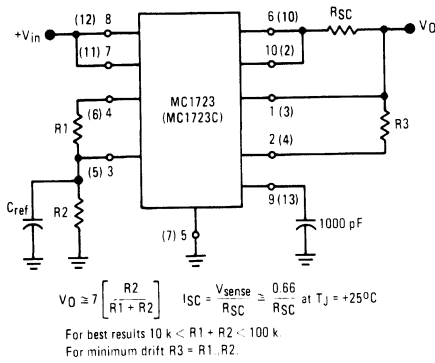 +Vin
(12) 8
(11) 7
(6) 4
(5) 3
R1
Cref
R2
MC1723
(MC1723C)
(7) 5
6 (10)
10 (2)
1 (3)
2 (4)
9 (13)
RSC
VO
R3
1000 pF
VO ≅ 7 [ R2 / R1 + R2 ] ISC = Vsense / RSC ≅ 0.66 / RSC at TJ = +25°C
For best results 10 k < R1 + R2 < 100 k.
For minimum drift R3 = R1‚‚R2.